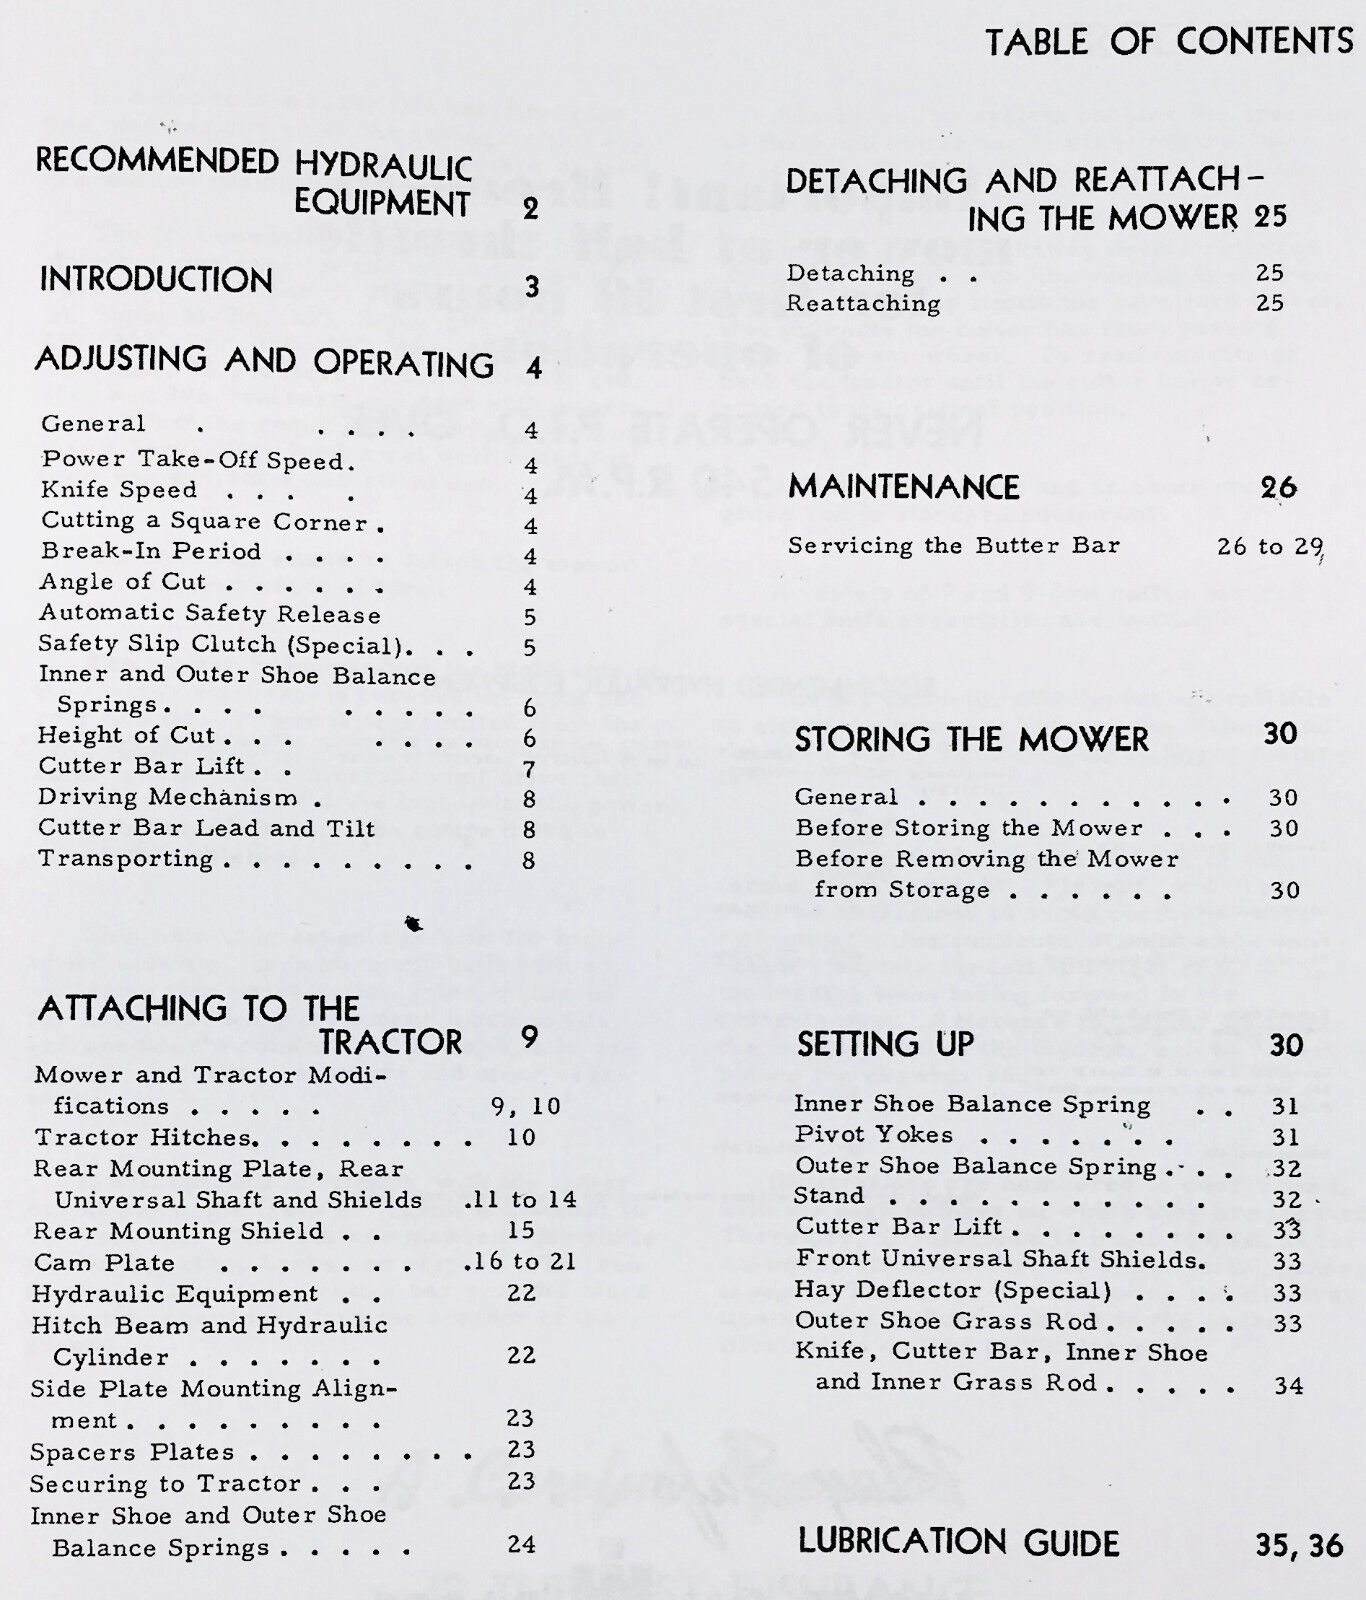 TABLE OF CONTENTS
RECOMMENDED HYDRAULIC
EQUIPMENT 2
INTRODUCTION 3
ADJUSTING AND OPERATING 4
General . . . . . 4
Power Take-Off Speed. 4
Knife Speed . . . . 4
Cutting a Square Corner . 4
Break-In Period . . . . 4
Angle of Cut . . . . . . 4
Automatic Safety Release 5
Safety Slip Clutch (Special). . . 5
Inner and Outer Shoe Balance
Springs. . . . . . . . . 6
Height of Cut . . . . . . . 6
Cutter Bar Lift . . 7
Driving Mechanism . 8
Cutter Bar Lead and Tilt 8
Transporting . . . . . . . . . 8
ATTACHING TO THE
TRACTOR 9
Mower and Tractor Modi-
fications . . . . . 9, 10
Tractor Hitches. . . . . . . . 10
Rear Mounting Plate, Rear
Universal Shaft and Shields .11 to 14
Rear Mounting Shield . . 15
Cam Plate . . . . . . . .16 to 21
Hydraulic Equipment . . 22
Hitch Beam and Hydraulic
Cylinder . . . . . . . 22
Side Plate Mounting Align-
ment . . . . . . . . . 23
Spacers Plates . . . . . . . . 23
Securing to Tractor . . . 23
Inner Shoe and Outer Shoe
Balance Springs . . . . . 24
DETACHING AND REATTACH-
ING THE MOWER 25
Detaching . . 25
Reattaching 25
MAINTENANCE 26
Servicing the Butter Bar 26 to 29
STORING THE MOWER 30
General . . . . . . . . . . . 30
Before Storing the Mower . . . 30
Before Removing the Mower
from Storage . . . . . . 30
SETTING UP 30
Inner Shoe Balance Spring . . 31
Pivot Yokes . . . . . . . 31
Outer Shoe Balance Spring . . . 32
Stand . . . . . . . . . . . 32
Cutter Bar Lift . . . . . . . . 33
Front Universal Shaft Shields. 33
Hay Deflector (Special) . . . . 33
Outer Shoe Grass Rod . . . . . 33
Knife, Cutter Bar, Inner Shoe
and Inner Grass Rod . . . . . 34
LUBRICATION GUIDE 35, 36
NEVER OPERATE P.T.O. OVER
540 R.P.M.
RECOMMENDED HYDRAULIC EQUIPMENT